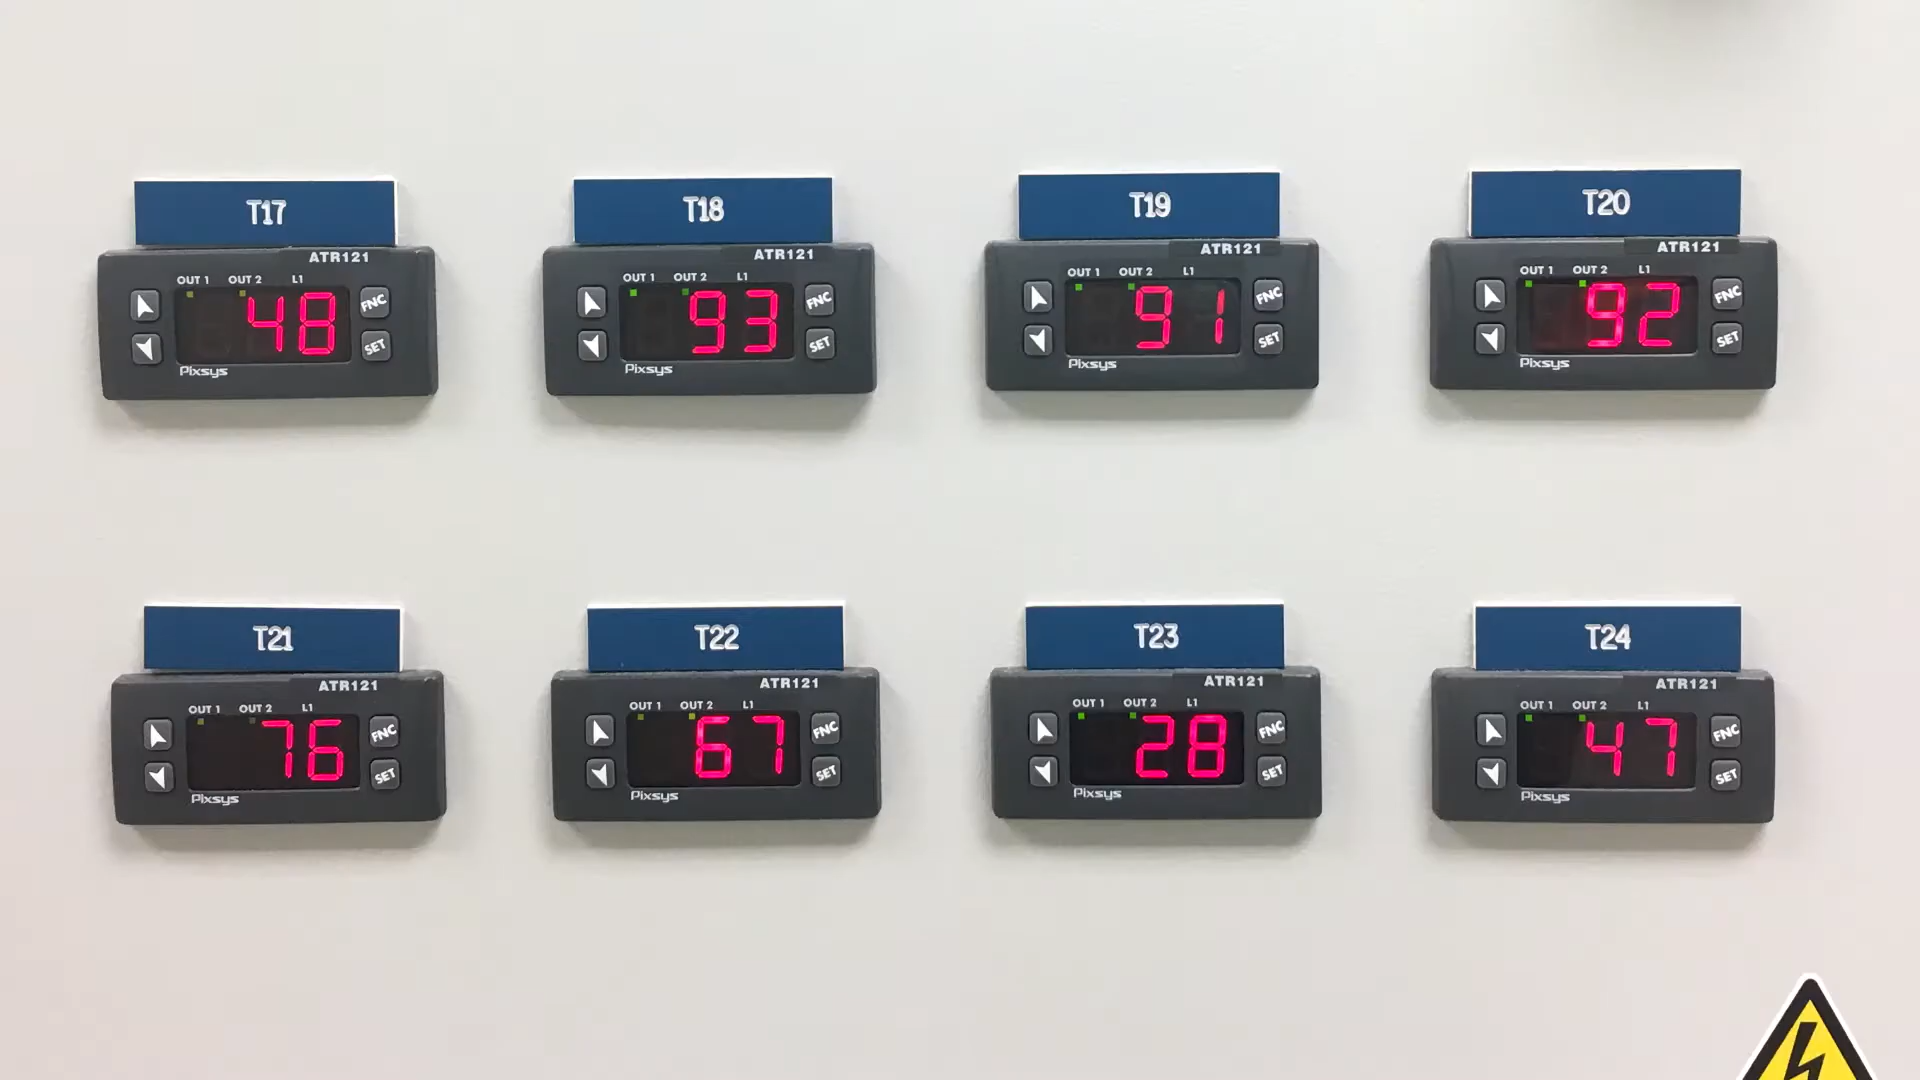 T17
ATR121
OUT 1 OUT 2 L1
48
FNC
SET
Pixsys
T18
ATR121
OUT 1 OUT 2 L1
93
FNC
SET
Pixsys
T19
ATR121
OUT 1 OUT 2 L1
91
FNC
SET
Pixsys
T20
ATR121
OUT 1 OUT 2 L1
92
FNC
SET
Pixsys
T21
ATR121
OUT 1 OUT 2 L1
76
FNC
SET
Pixsys
T22
ATR121
OUT 1 OUT 2 L1
67
FNC
SET
Pixsys
T23
ATR121
OUT 1 OUT 2 L1
28
FNC
SET
Pixsys
T24
ATR121
OUT 1 OUT 2 L1
47
FNC
SET
Pixsys